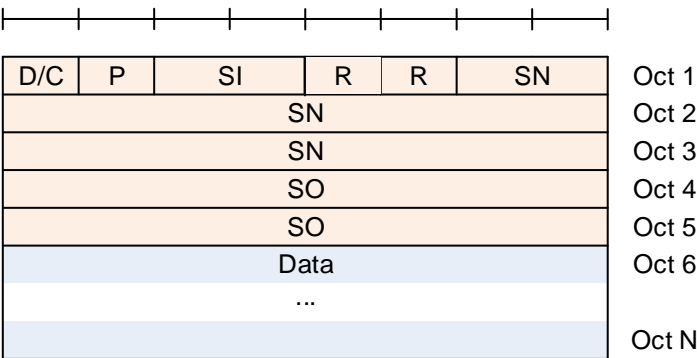 D/C P SI R R SN Oct 1
SN Oct 2
SN Oct 3
SO Oct 4
SO Oct 5
Data Oct 6
...
Oct N